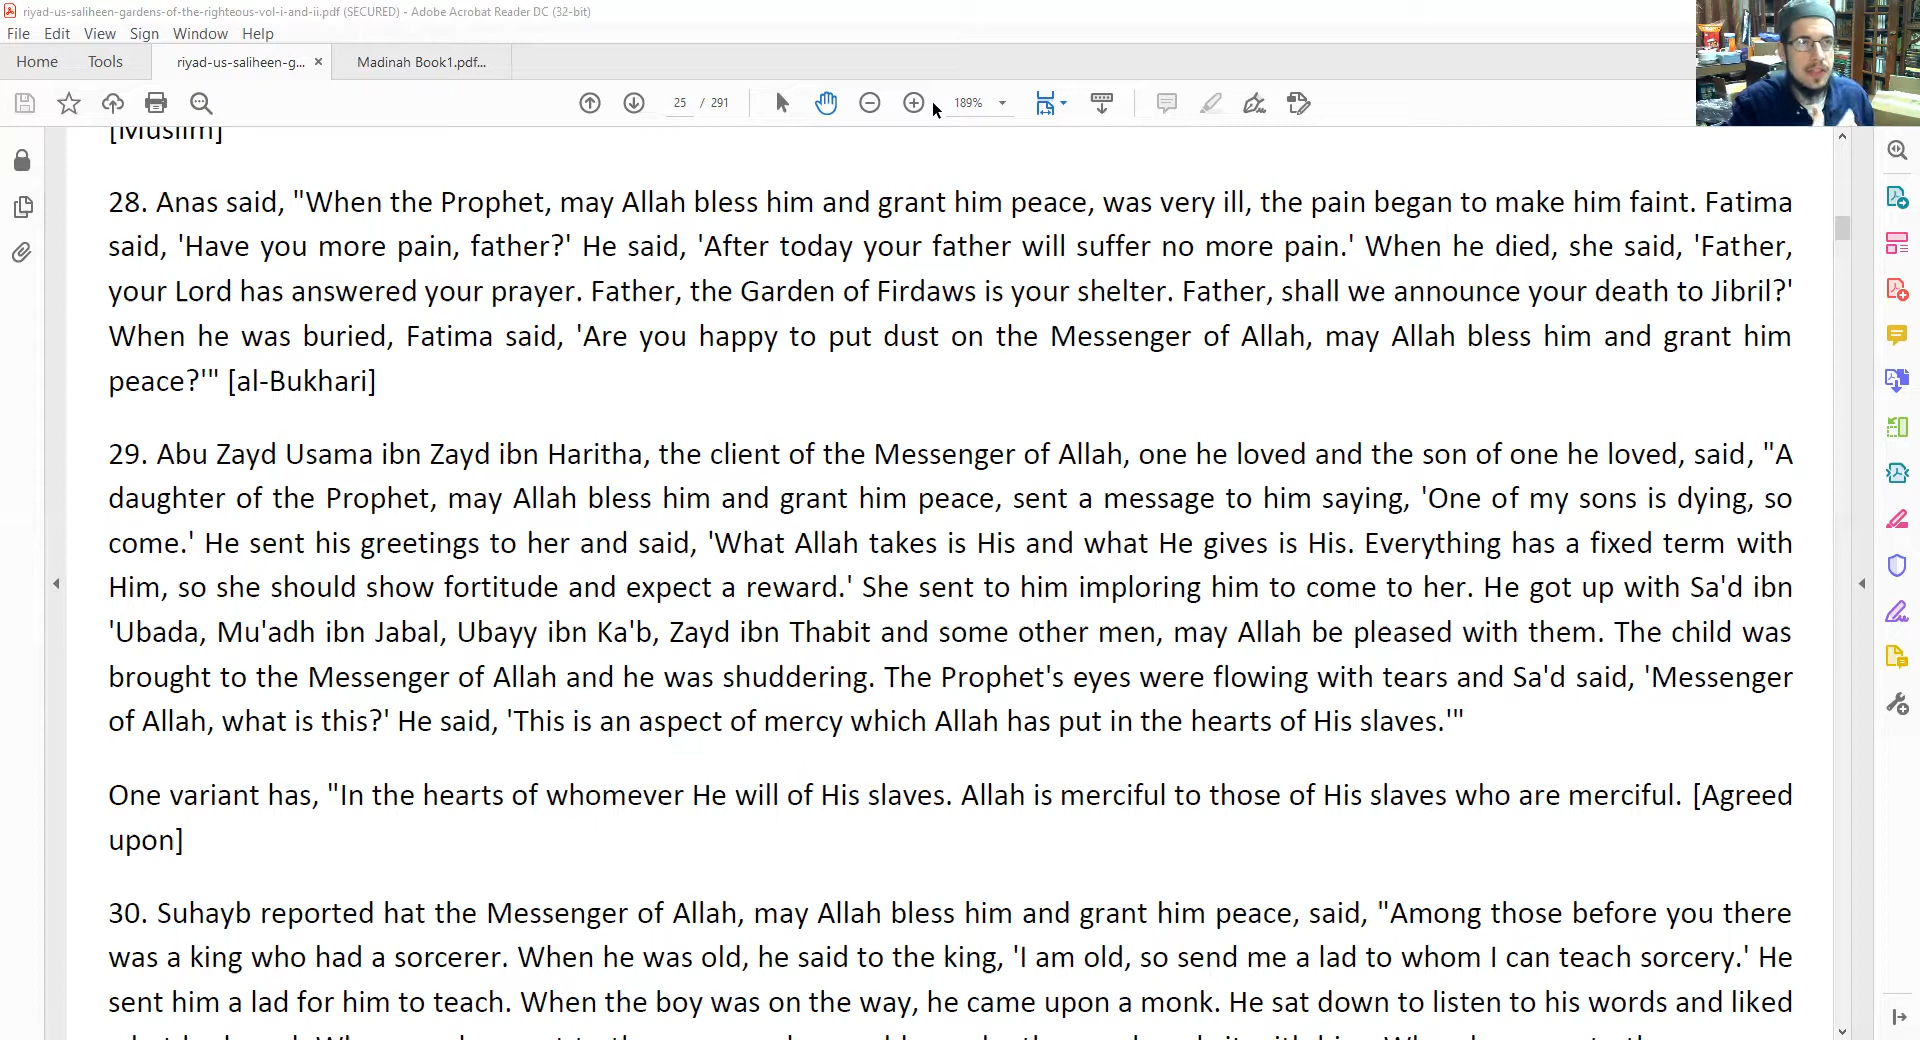 riyad-us-saliheen-gardens-of-the-righteous-vol-i-and-ii.pdf (SECURED) - Adobe Acrobat Reader DC (32-bit)
File Edit View Sign Window Help
Home Tools riyad-us-saliheen-g... × Madinah Book1.pdf...
25 / 291 189%
[Muslim]
28. Anas said, "When the Prophet, may Allah bless him and grant him peace, was very ill, the pain began to make him faint. Fatima
said, 'Have you more pain, father?' He said, 'After today your father will suffer no more pain.' When he died, she said, 'Father,
your Lord has answered your prayer. Father, the Garden of Firdaws is your shelter. Father, shall we announce your death to Jibril?'
When he was buried, Fatima said, 'Are you happy to put dust on the Messenger of Allah, may Allah bless him and grant him
peace?'" [al-Bukhari]
29. Abu Zayd Usama ibn Zayd ibn Haritha, the client of the Messenger of Allah, one he loved and the son of one he loved, said, "A
daughter of the Prophet, may Allah bless him and grant him peace, sent a message to him saying, 'One of my sons is dying, so
come.' He sent his greetings to her and said, 'What Allah takes is His and what He gives is His. Everything has a fixed term with
Him, so she should show fortitude and expect a reward.' She sent to him imploring him to come to her. He got up with Sa'd ibn
'Ubada, Mu'adh ibn Jabal, Ubayy ibn Ka'b, Zayd ibn Thabit and some other men, may Allah be pleased with them. The child was
brought to the Messenger of Allah and he was shuddering. The Prophet's eyes were flowing with tears and Sa'd said, 'Messenger
of Allah, what is this?' He said, 'This is an aspect of mercy which Allah has put in the hearts of His slaves.'"
One variant has, "In the hearts of whomever He will of His slaves. Allah is merciful to those of His slaves who are merciful. [Agreed
upon]
30. Suhayb reported hat the Messenger of Allah, may Allah bless him and grant him peace, said, "Among those before you there
was a king who had a sorcerer. When he was old, he said to the king, 'I am old, so send me a lad to whom I can teach sorcery.' He
sent him a lad for him to teach. When the boy was on the way, he came upon a monk. He sat down to listen to his words and liked